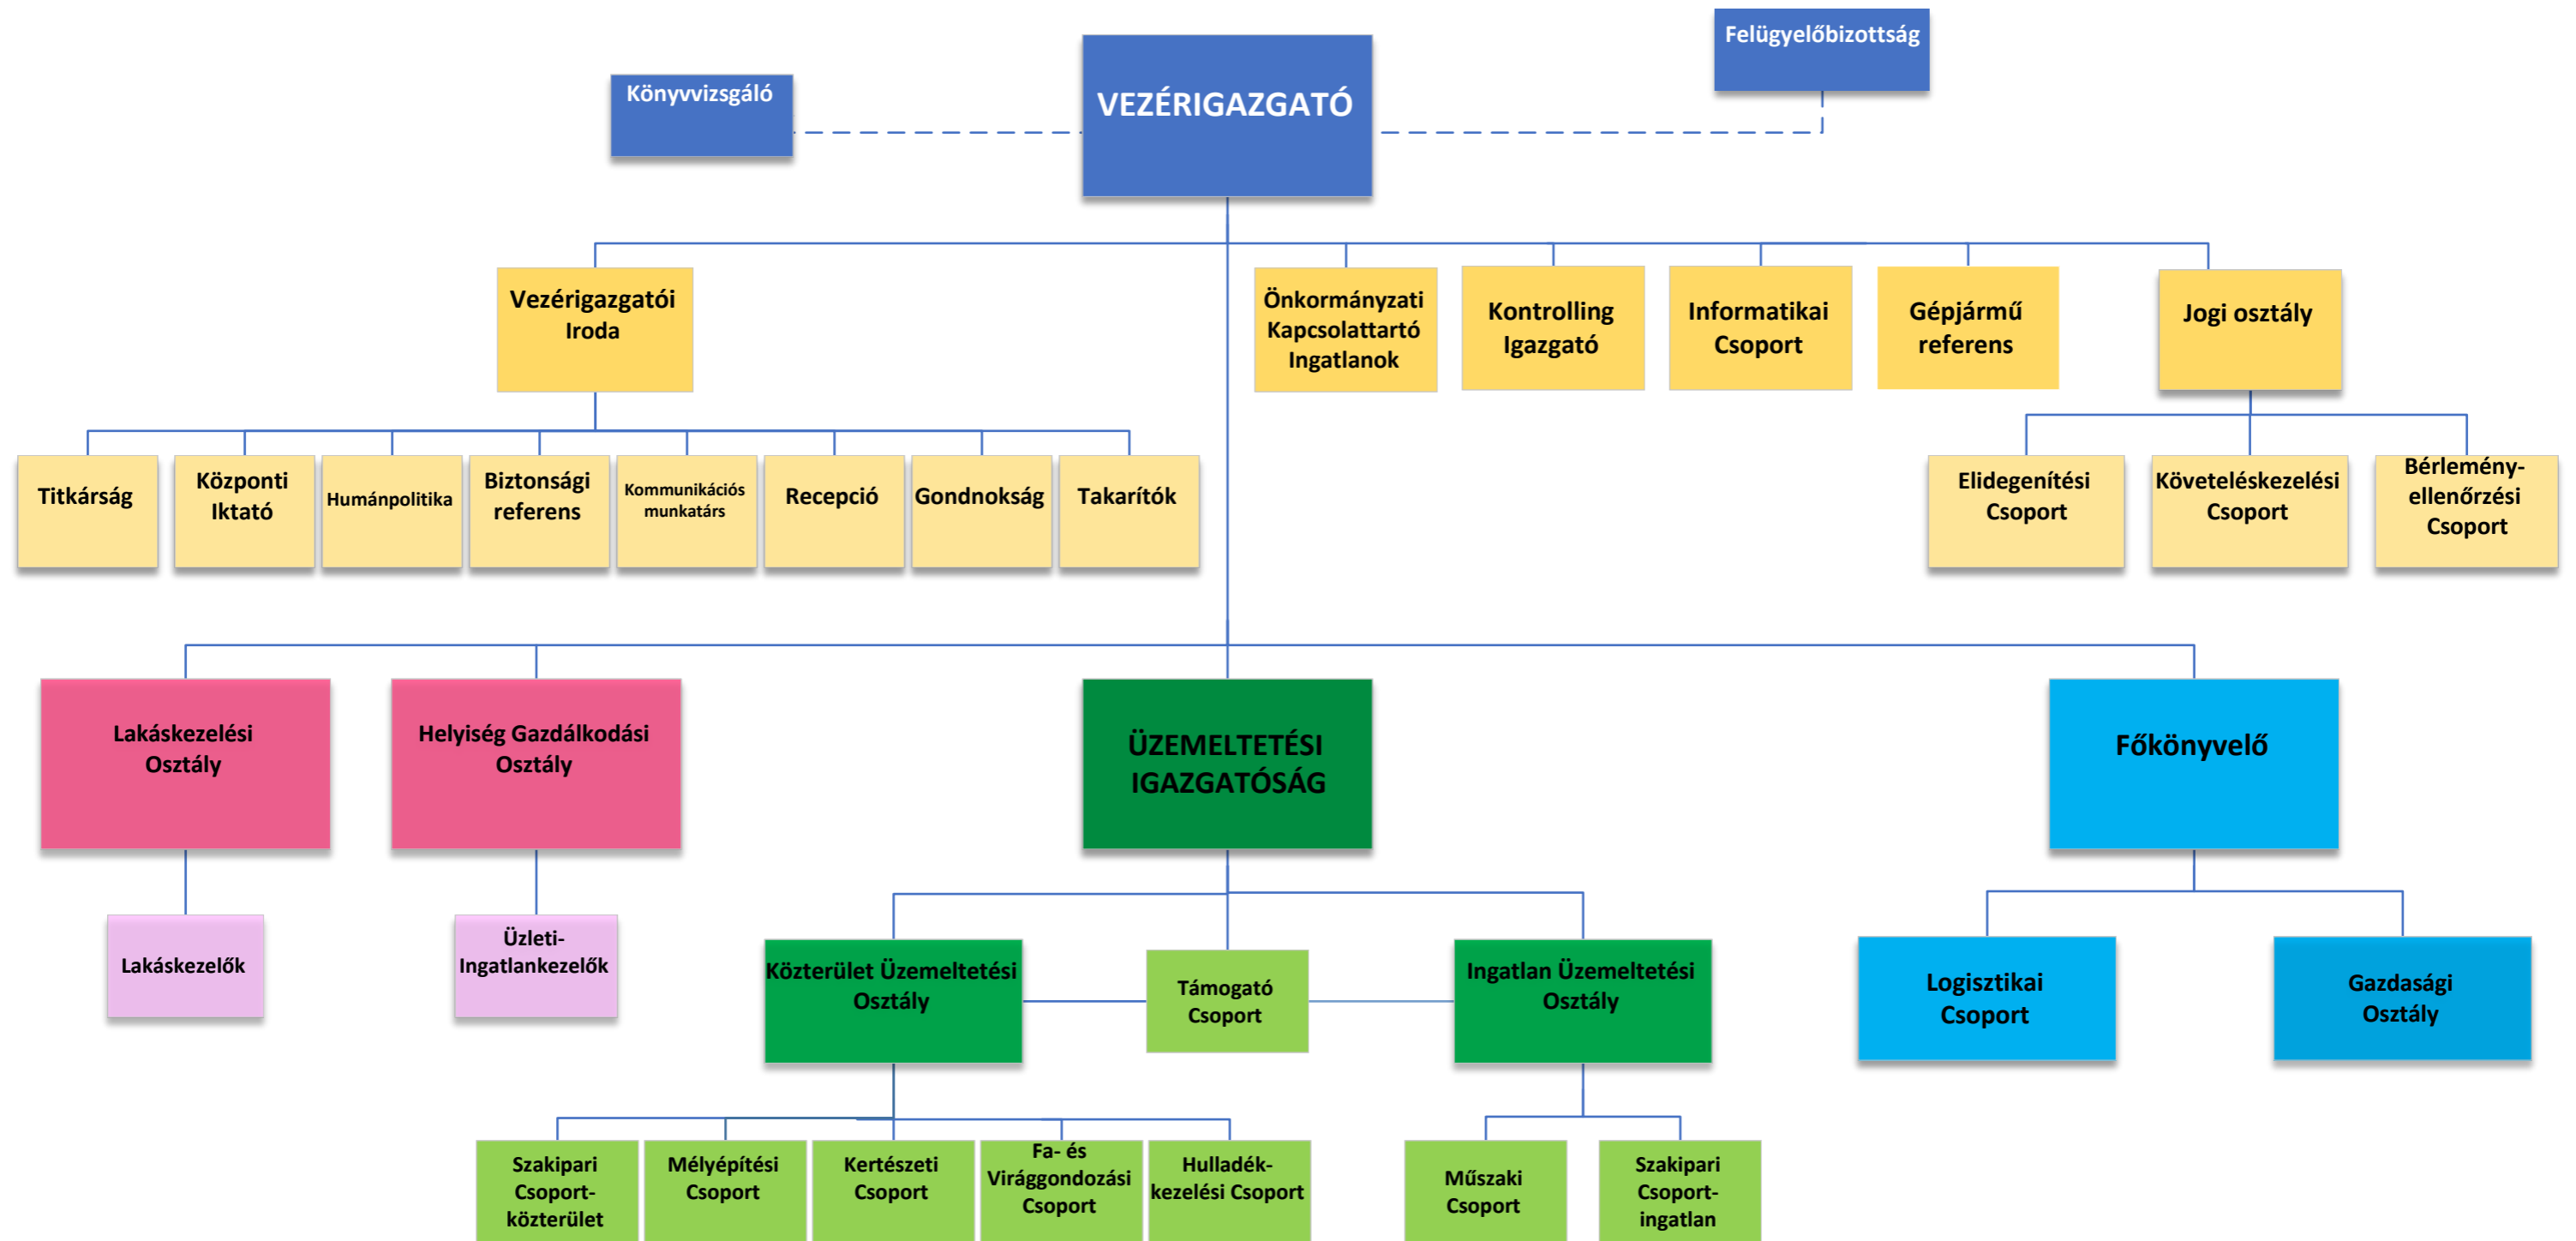 Felügyelőbizottság
Könyvvizsgáló
VEZÉRIGAZGATÓ
Vezérigazgatói
Iroda
Önkormányzati
Kapcsolattartó
Ingatlanok
Kontrolling
Igazgató
Informatikai
Csoport
Gépjármű
referens
Jogi osztály
Titkárság
Központi
Iktató
Humánpolitika
Biztonsági
referens
Kommunikációs
munkatárs
Recepció
Gondnokság
Takarítók
Elidegenítési
Csoport
Követeléskezelési
Csoport
Bérlemény-
ellenőrzési
Csoport
Lakáskezelési
Osztály
Helyiség Gazdálkodási
Osztály
ÜZEMELTETÉSI
IGAZGATÓSÁG
Főkönyvelő
Lakáskezelők
Üzleti-
Ingatlankezelők
Közterület Üzemeltetési
Osztály
Támogató
Csoport
Ingatlan Üzemeltetési
Osztály
Logisztikai
Csoport
Gazdasági
Osztály
Szakipari
Csoport-
közterület
Mélyépítési
Csoport
Kertészeti
Csoport
Fa- és
Virággondozási
Csoport
Hulladék-
kezelési Csoport
Műszaki
Csoport
Szakipari
Csoport-
ingatlan